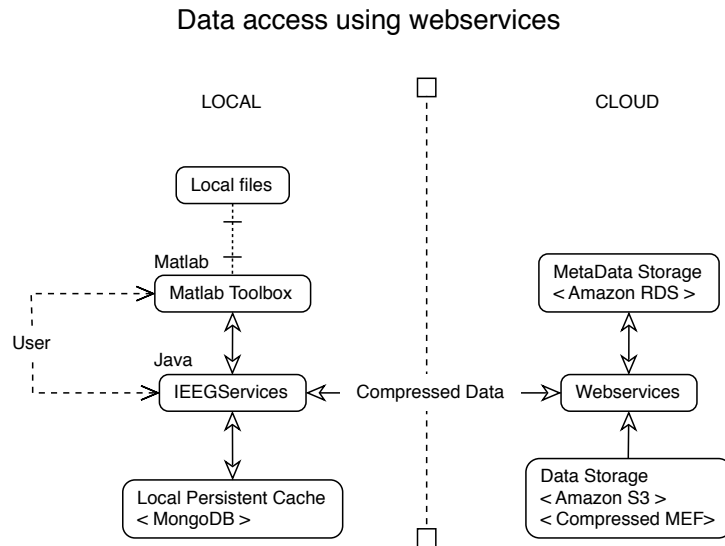 Data access using webservices
LOCAL
CLOUD
Local files
Matlab
Matlab Toolbox
MetaData Storage
< Amazon RDS >
User
Java
IEEGServices
Compressed Data
Webservices
Local Persistent Cache
< MongoDB >
Data Storage
< Amazon S3 >
< Compressed MEF>